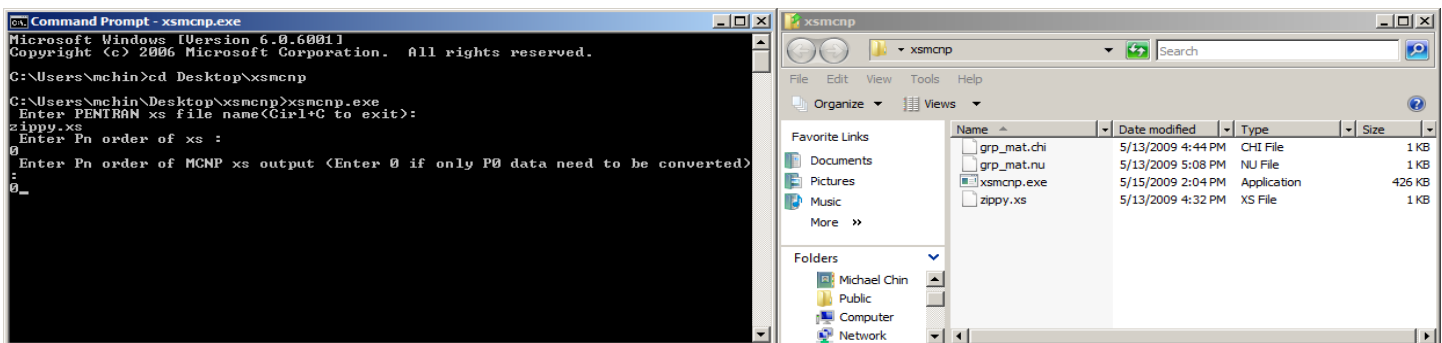 Command Prompt - xsmcnp.exe
Microsoft Windows [Version 6.0.6001]
Copyright (c) 2006 Microsoft Corporation.  All rights reserved.
C:\Users\mchin>cd Desktop\xsmcnp
C:\Users\mchin\Desktop\xsmcnp>xsmcnp.exe
Enter PENTRAN xs file name(Cirl+C to exit):
zippy.xs
Enter Pn order of xs :
0
Enter Pn order of MCNP xs output (Enter 0 if only P0 data need to be converted)
:
0_
xsmcnp
xsmcnp
Search
File Edit View Tools Help
Organize Views
Favorite Links
Documents
Pictures
Music
More »
Folders
Michael Chin
Public
Computer
Network
Name Date modified Type Size
grp_mat.chi 5/13/2009 4:44 PM CHI File 1 KB
grp_mat.nu 5/13/2009 5:08 PM NU File 1 KB
xsmcnp.exe 5/15/2009 2:04 PM Application 426 KB
zippy.xs 5/13/2009 4:32 PM XS File 1 KB